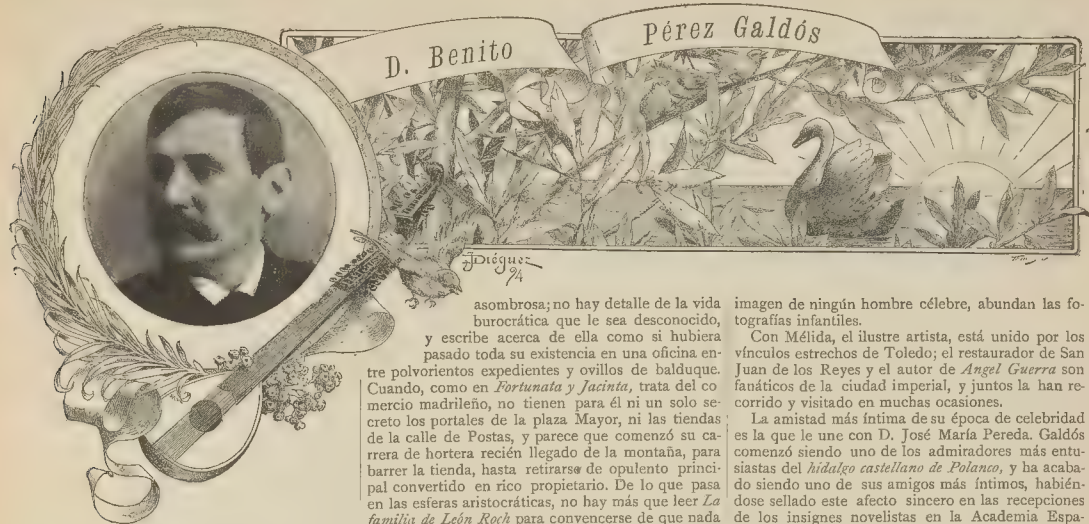 D. Benito
Pérez Galdós
JDiéguez
94
asombrosa; no hay detalle de la vida
burocrática que le sea desconocido,
y escribe acerca de ella como si hubiera
pasado toda su existencia en una oficina en-
tre polvorientos expedientes y ovillos de balduque.
Cuando, como en Fortunata y Jacinta, trata del co
mercio madrileño, no tienen para él ni un solo se-
creto los portales de la plaza Mayor, ni las tiendas
de la calle de Postas, y parece que comenzó su ca-
rrera de hortera recién llegado de la montaña, para
barrer la tienda, hasta retirarse de opulento princi-
pal convertido en rico propietario. De lo que pasa
en las esferas aristocráticas, no hay más que leer La
familia de León Roch para convencerse de que nada
imagen de ningún hombre célebre, abundan las fo-
tografías infantiles.
Con Mélida, el ilustre artista, está unido por los
vínculos estrechos de Toledo; el restaurador de San
Juan de los Reyes y el autor de Angel Guerra son
fanáticos de la ciudad imperial, y juntos la han re-
corrido y visitado en muchas ocasiones.
La amistad más íntima de su época de celebridad
es la que le une con D. José María Pereda. Galdós
comenzó siendo uno de los admiradores más entu-
siastas del hidalgo castellano de Polanco, y ha acaba-
do siendo uno de sus amigos más íntimos, habién-
dose sellado este afecto sincero en las recepciones
de los insignes novelistas en la Academia Espa-